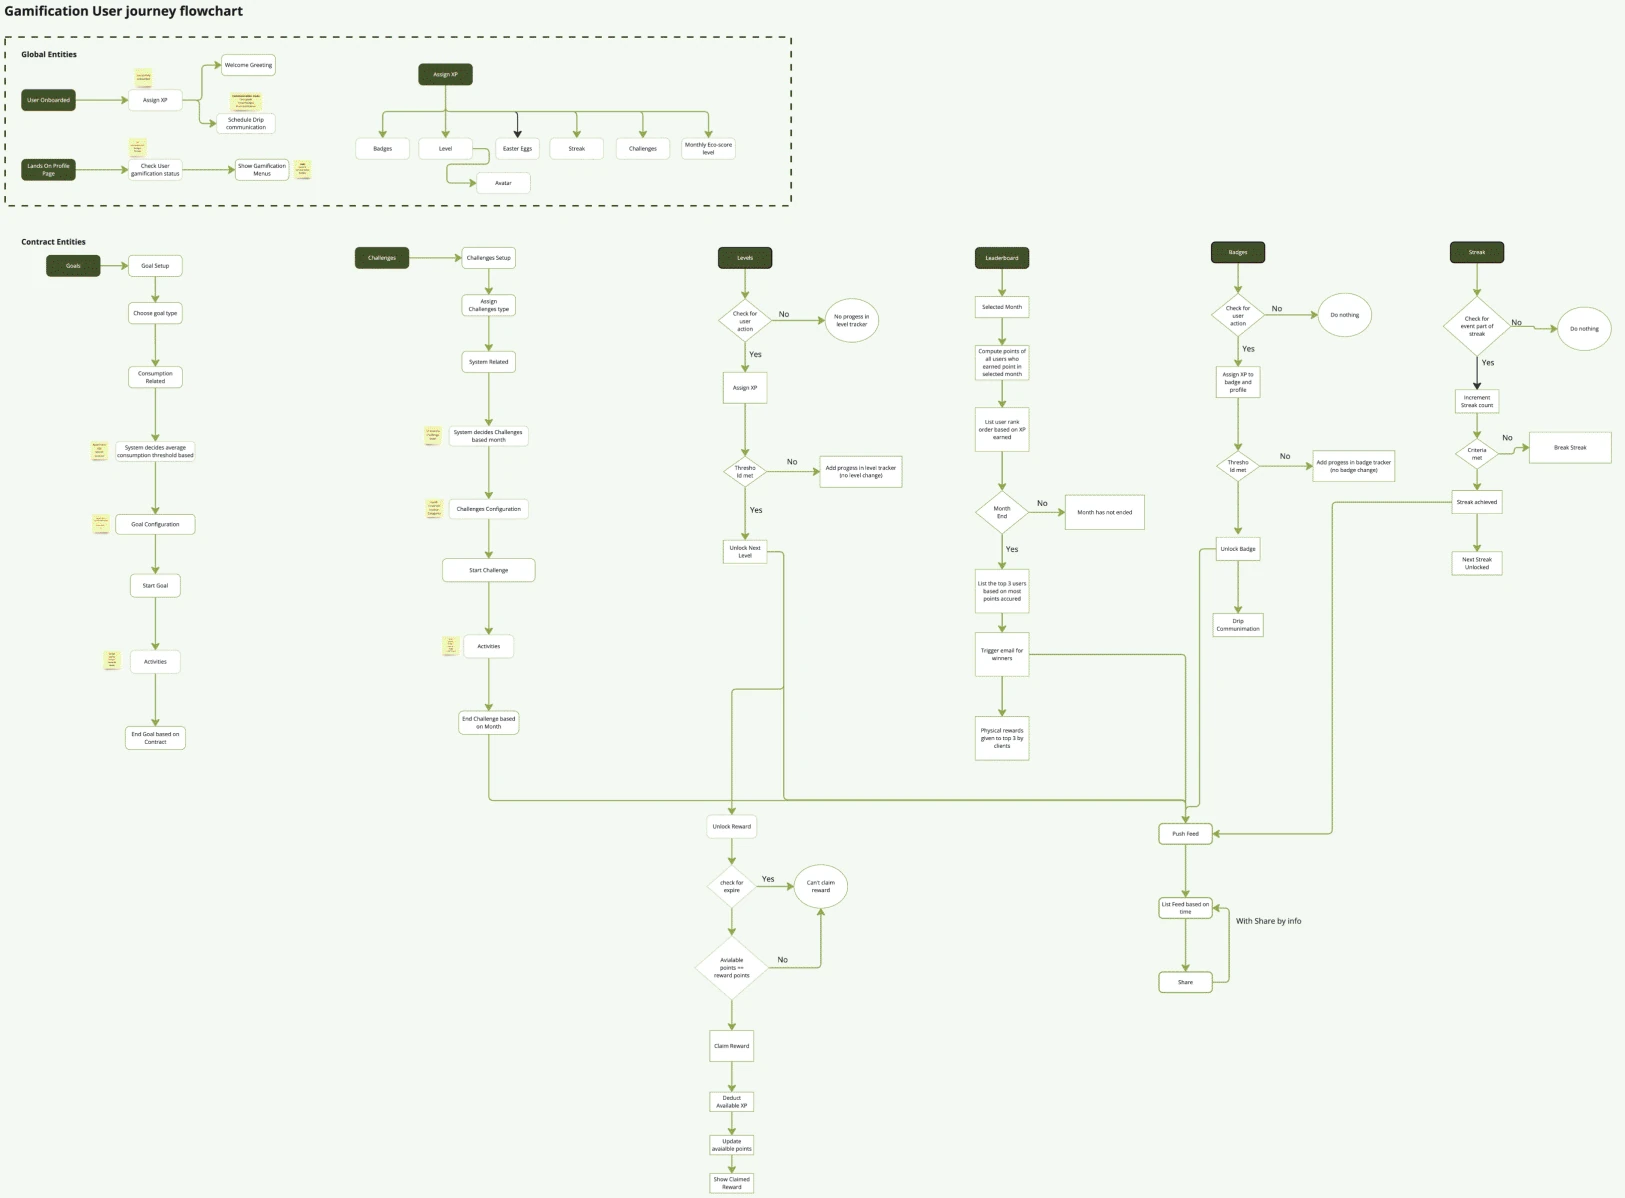 Gamification User journey flowchart
Global Entities
User Onboarded
Assign XP
Welcome Greeting
Schedule Drip
communication
Lands On Profile
Page
Check User
gamification status
Show Gamification
Menus
Assign XP
Badges
Level
Easter Eggs
Streak
Challenges
Monthly Eco-score
level
Avatar
Contract Entities
Goals
Goal Setup
Choose goal type
Consumption
Related
System decides average
consumption threshold based
Goal Configuration
Start Goal
Activities
End Goal based on
Contract
Challenges
Challenges Setup
Assign
Challenges type
System Related
System decides Challenges
based month
Challenges Configuration
Start Challenge
Activities
End Challenge based
on Month
Levels
Check for
user
action
No
No progess in
level tracker
Yes
Assign XP
Thresho
ld met
No
Add progess in level tracker
(no level change)
Yes
Unlock Next
Level
Leaderboard
Selected Month
Compute points of
all users who
earned point in
selected month
List user rank
order based on XP
earned
Month
End
No
Month has not ended
Yes
List the top 3 users
based on most
points accured
Trigger email for
winners
Physical rewards
given to top 3 by
clients
Badges
Check for
user
action
No
Do nothing
Yes
Assign XP to
badge and
profile
Thresho
ld met
No
Add progess in badge tracker
(no badge change)
Unlock Badge
Drip
Communimation
Streak
Check for
event part of
streak
No
Do nothing
Yes
Increment
Streak count
Criteria
met
No
Break Streak
Streak achieved
Next Streak
Unlocked
Unlock Reward
check for
expire
Yes
Can't claim
reward
Avialable
points >=
reward points
No
Claim Reward
Deduct
Available XP
Update
avaialble points
Show Claimed
Reward
Push Feed
List Feed based on
time
With Share by info
Share